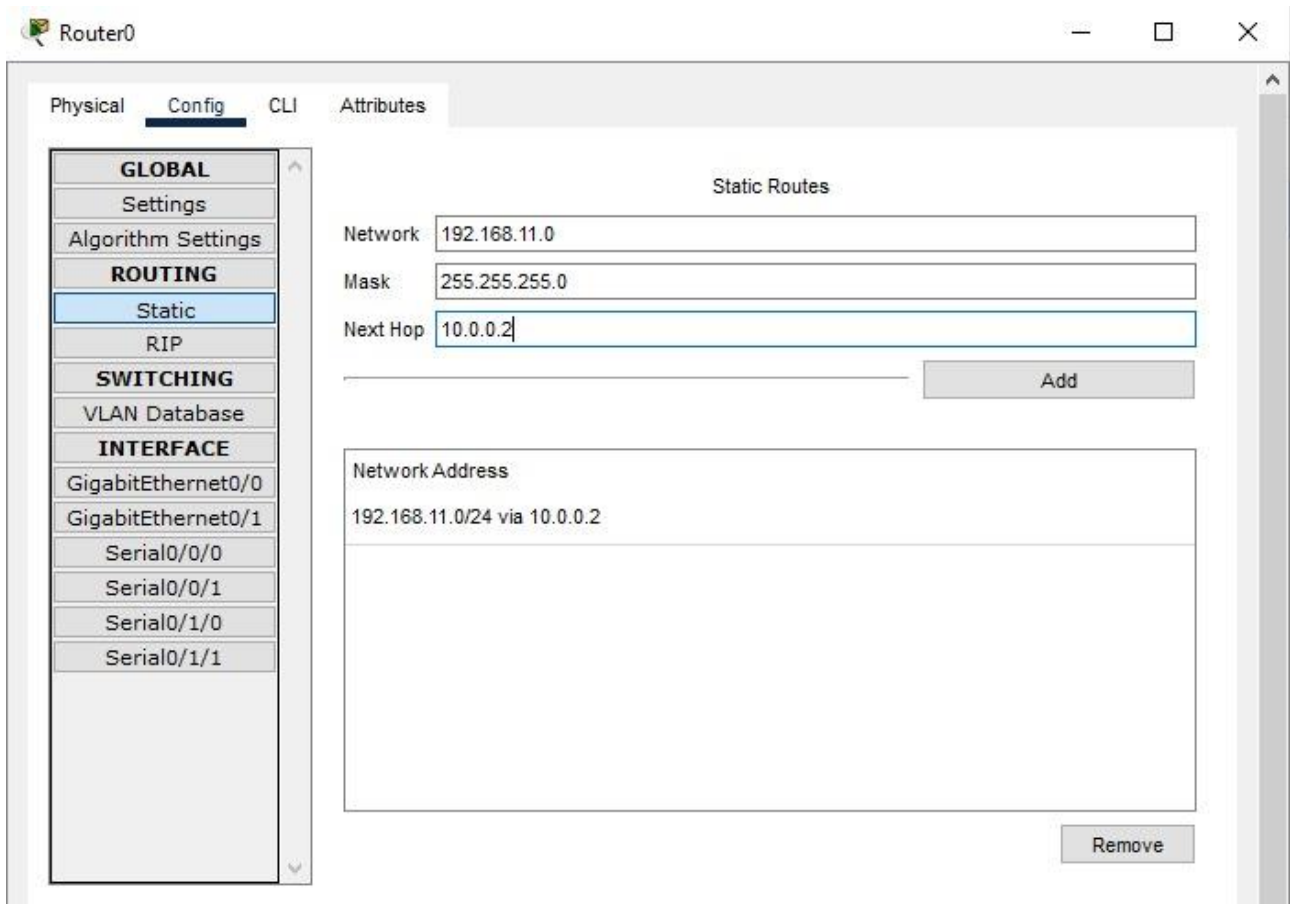 Router0
Physical Config CLI Attributes
GLOBAL
Settings
Algorithm Settings
ROUTING
Static
RIP
SWITCHING
VLAN Database
INTERFACE
GigabitEthernet0/0
GigabitEthernet0/1
Serial0/0/0
Serial0/0/1
Serial0/1/0
Serial0/1/1
Static Routes
Network 192.168.11.0
Mask 255.255.255.0
Next Hop 10.0.0.2
Add
Network Address
192.168.11.0/24 via 10.0.0.2
Remove